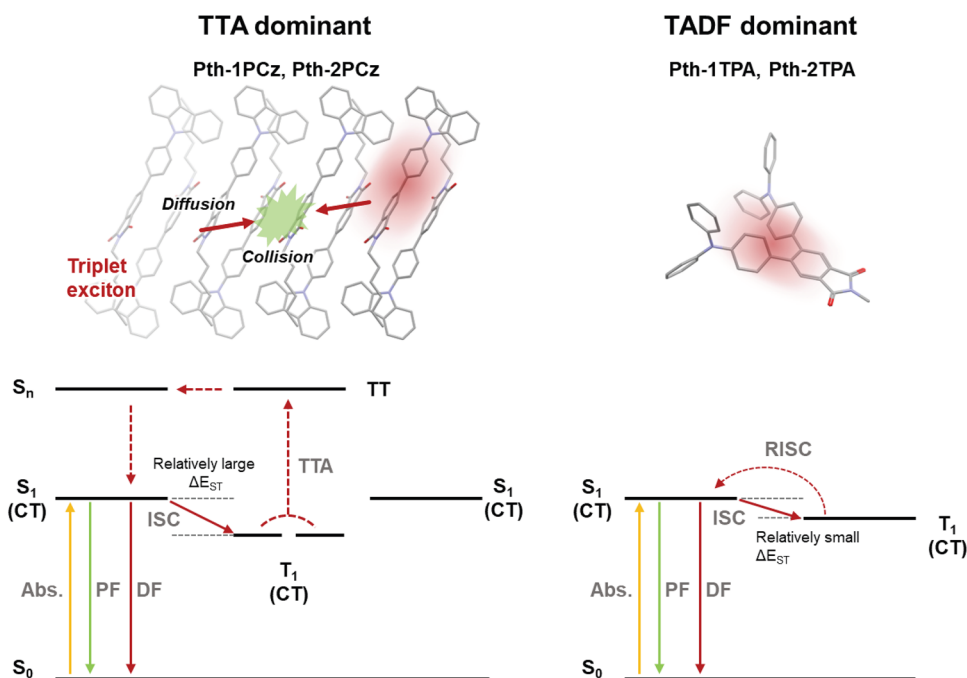 TTA dominant
Pth-1PCz, Pth-2PCz
Diffusion
Collision
Triplet
exciton
Sn
TT
TTA
Relatively large
ΔEST
S1
(CT)
ISC
S1
(CT)
T1
(CT)
Abs.
PF
DF
S0
TADF dominant
Pth-1TPA, Pth-2TPA
RISC
S1
(CT)
ISC
T1
(CT)
Relatively small
ΔEST
Abs.
PF
DF
S0